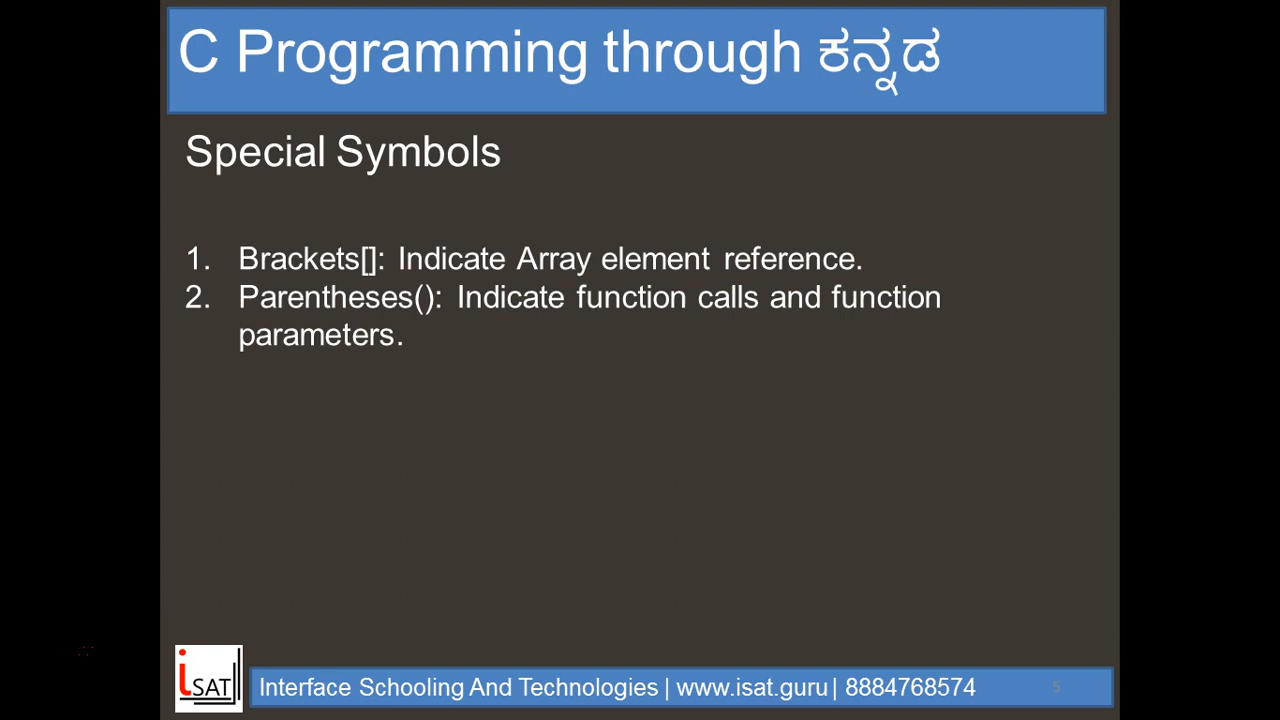 C Programming through ಕನ್ನಡ
Special Symbols
1. Brackets[]: Indicate Array element reference.
2. Parentheses(): Indicate function calls and function
parameters.
iSAT
Interface Schooling And Technologies | www.isat.guru | 8884768574
5